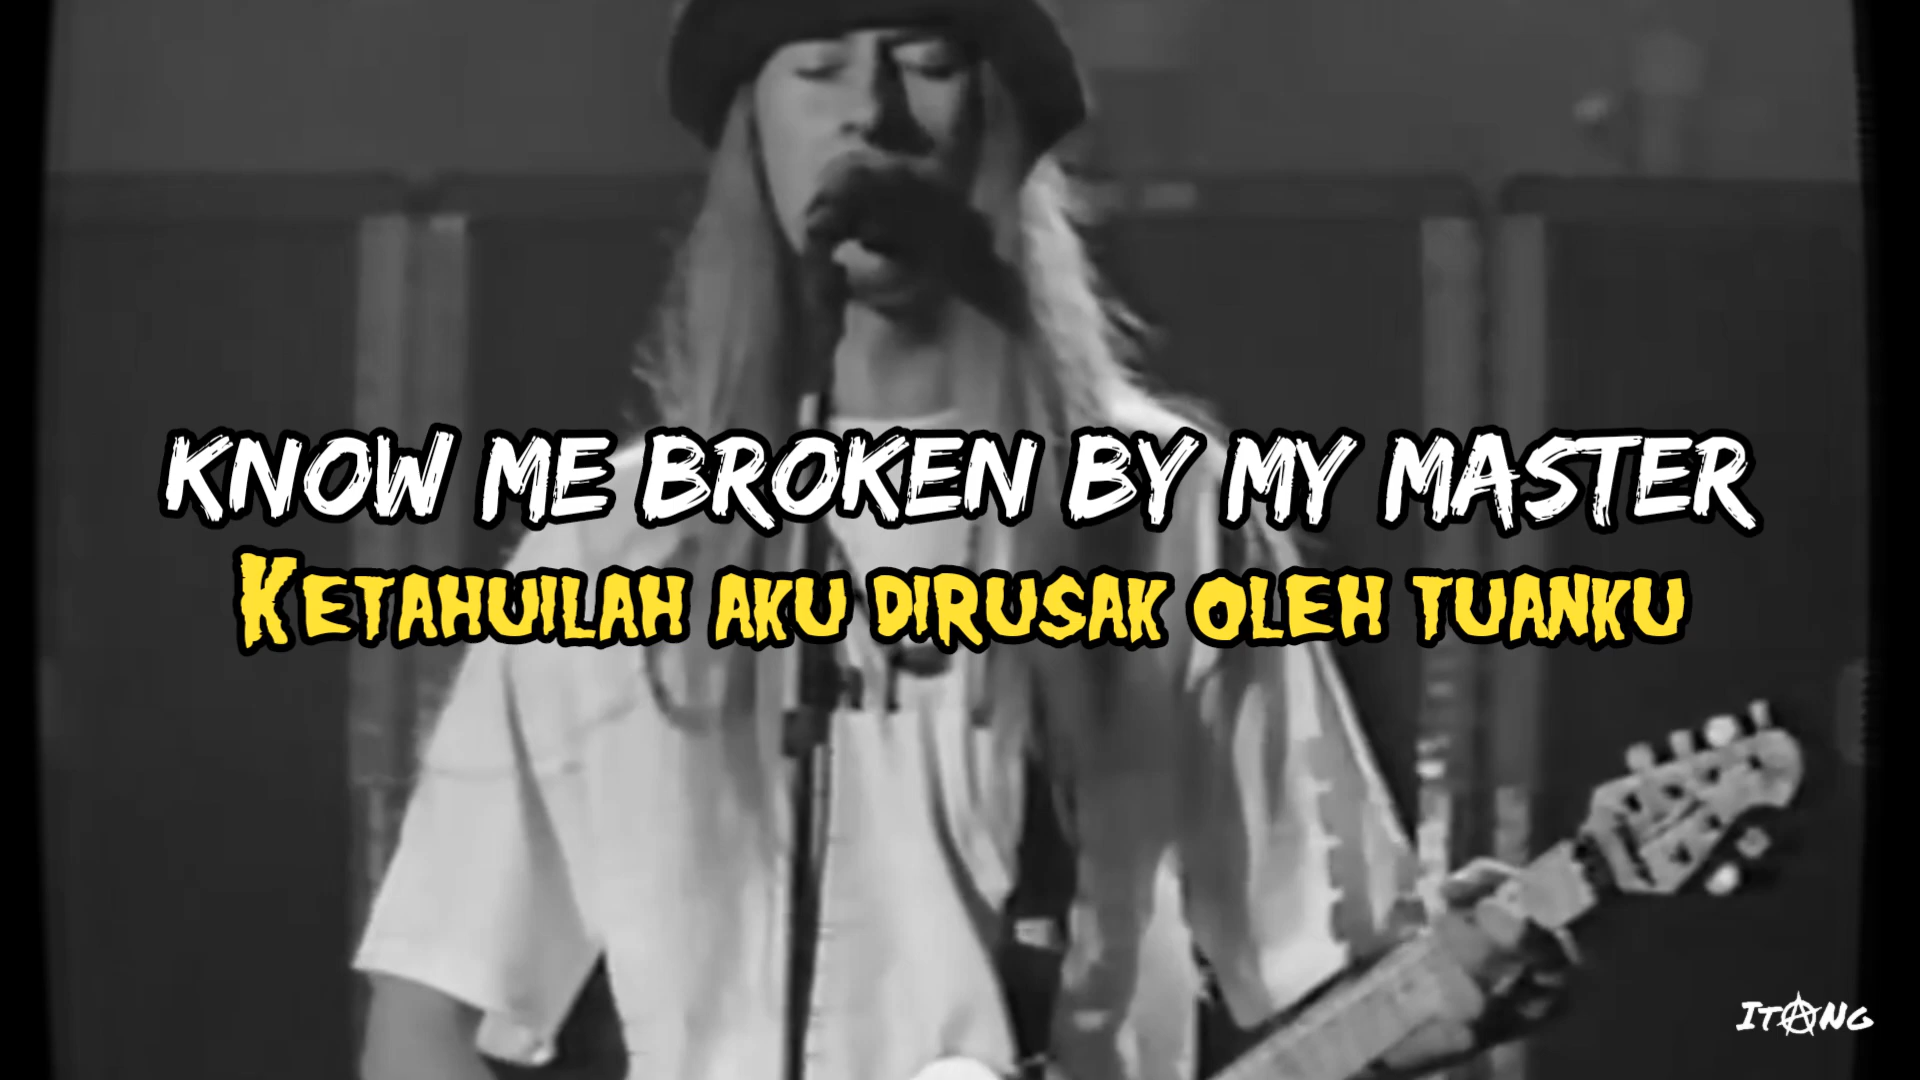 KNOW ME BROKEN BY MY MASTER
KETAHUILAH AKU DIRUSAK OLEH TUANKU
ITANG